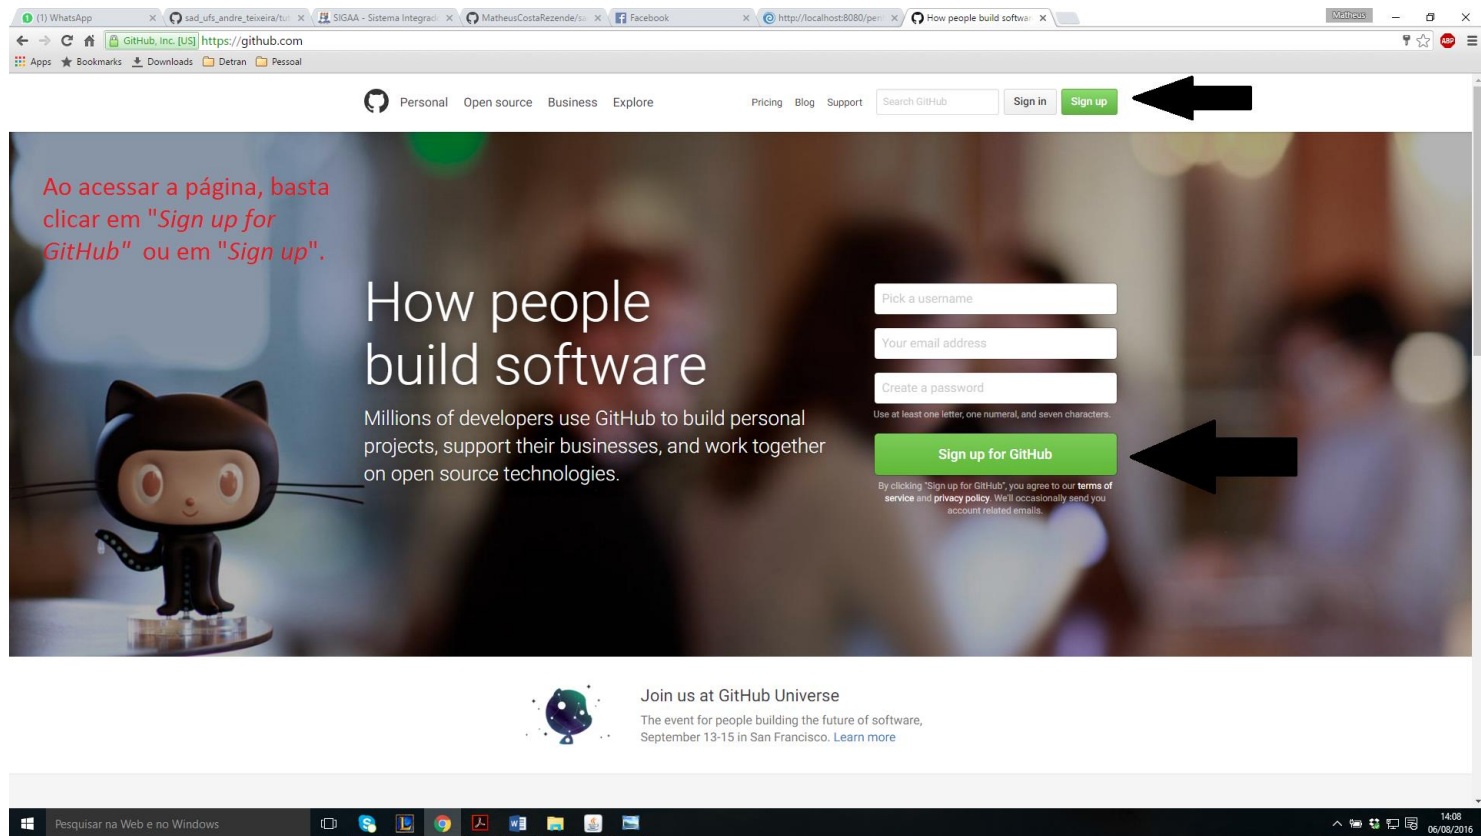 (1) WhatsApp
sad_ufs_andre_teixeira/tut
SIGAA - Sistema Integrad
MatheusCostaRezende/sa
Facebook
http://localhost:8080/per
How people build softwar
Matheus
GitHub, Inc. [US] https://github.com
ABP
Apps Bookmarks Downloads Detran Pessoal
Personal Open source Business Explore Pricing Blog Support Search GitHub Sign in Sign up
Ao acessar a página, basta
clicar em "Sign up for
GitHub" ou em "Sign up".
How people
build software
Millions of developers use GitHub to build personal
projects, support their businesses, and work together
on open source technologies.
Pick a username
Your email address
Create a password
Use at least one letter, one numeral, and seven characters.
Sign up for GitHub
By clicking "Sign up for GitHub", you agree to our terms of
service and privacy policy. We'll occasionally send you
account related emails.
Join us at GitHub Universe
The event for people building the future of software,
September 13-15 in San Francisco. Learn more
Pesquisar na Web e no Windows
14:08
06/08/2016